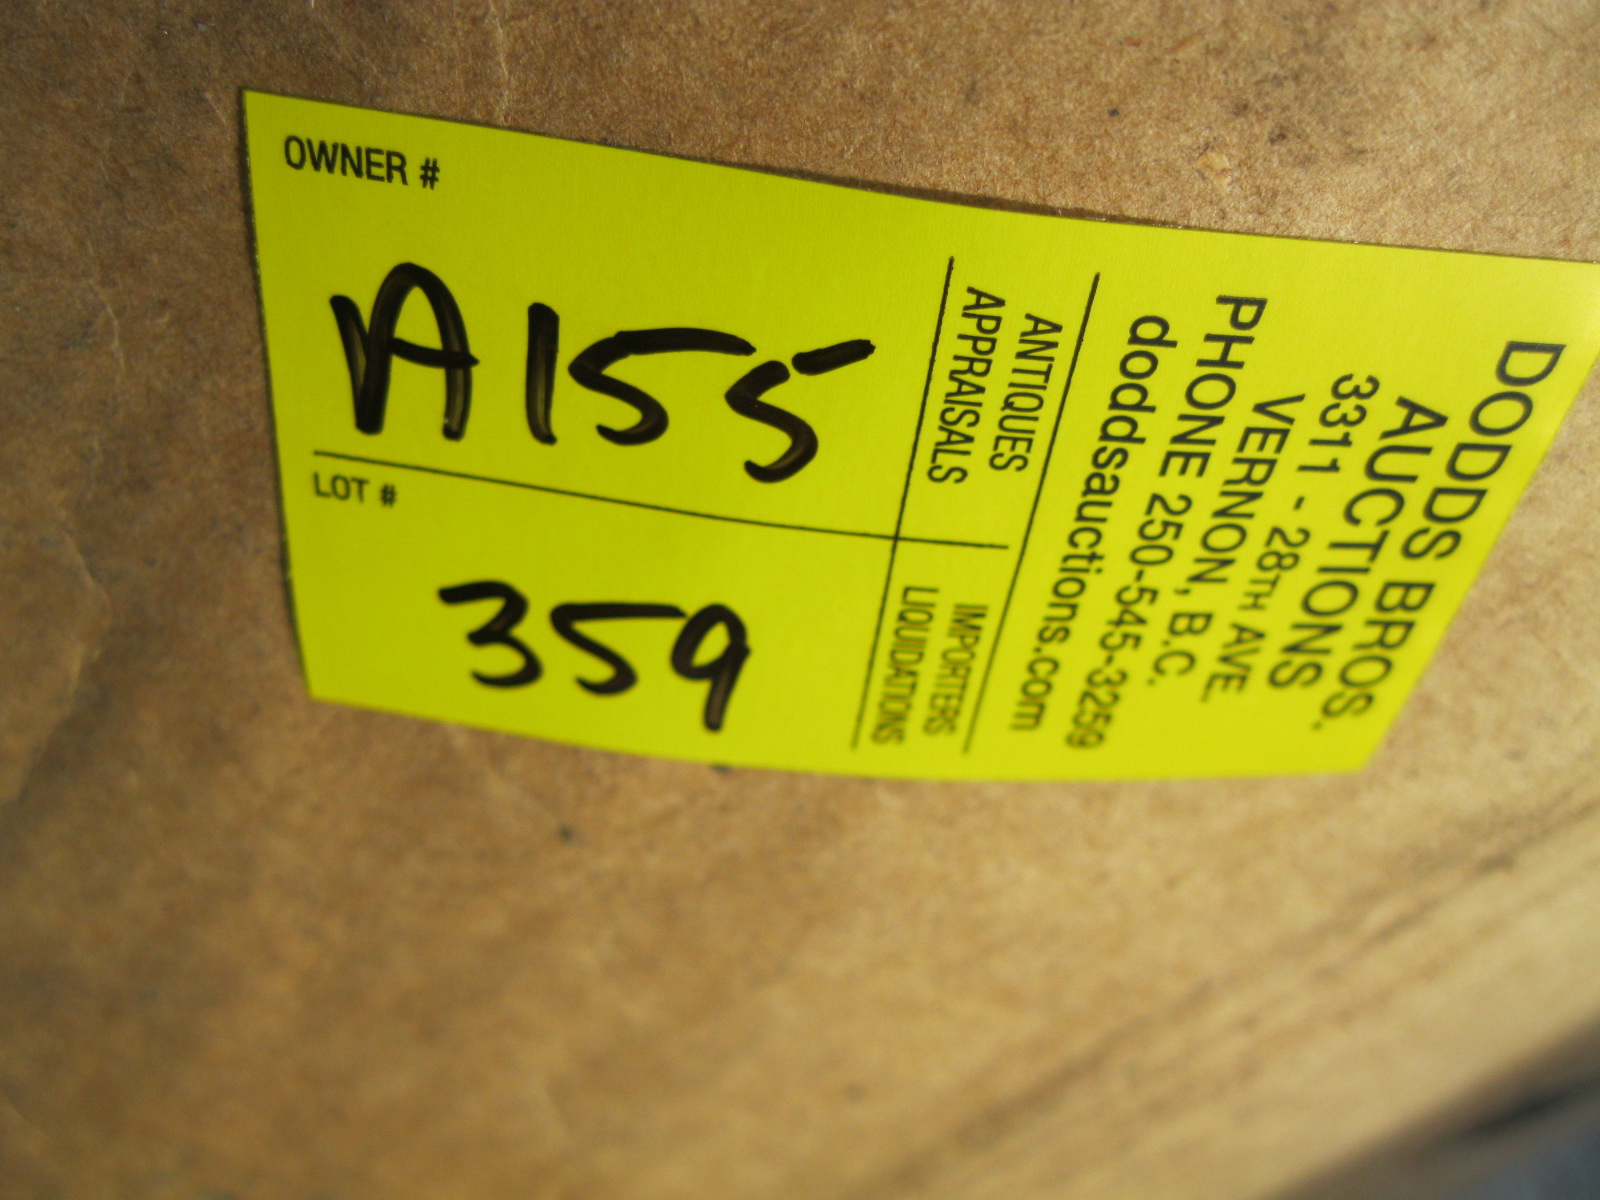 DODDS BROS.
AUCTIONS
3311 - 28TH AVE.
VERNON, B.C.
PHONE 250-545-3259
doddsauctions.com
ANTIQUES
APPRAISALS
IMPORTERS
LIQUIDATIONS
OWNER #
A155
LOT #
359